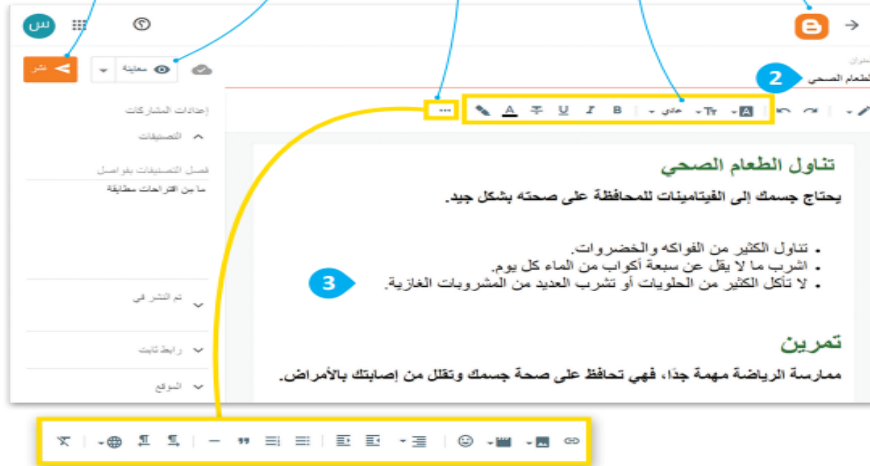 س
عنوان
الطعام الصحي
2
نشر
معاينة
عادي
B I U T A
إعدادات المشاركات
التصنيفات
فصل التصنيفات بفواصل
ما من اقتراحات مطابقة
تم النشر في
رابط ثابت
الموقع
تناول الطعام الصحي
يحتاج جسمك إلى الفيتامينات للمحافظة على صحته بشكل جيد.
• تناول الكثير من الفواكه والخضروات.
• اشرب ما لا يقل عن سبعة أكواب من الماء كل يوم.
• لا تأكل الكثير من الحلويات أو تشرب العديد من المشروبات الغازية.
3
تمرين
ممارسة الرياضة مهمة جدًا، فهي تحافظ على صحة جسمك وتقلل من إصابتك بالأمراض.